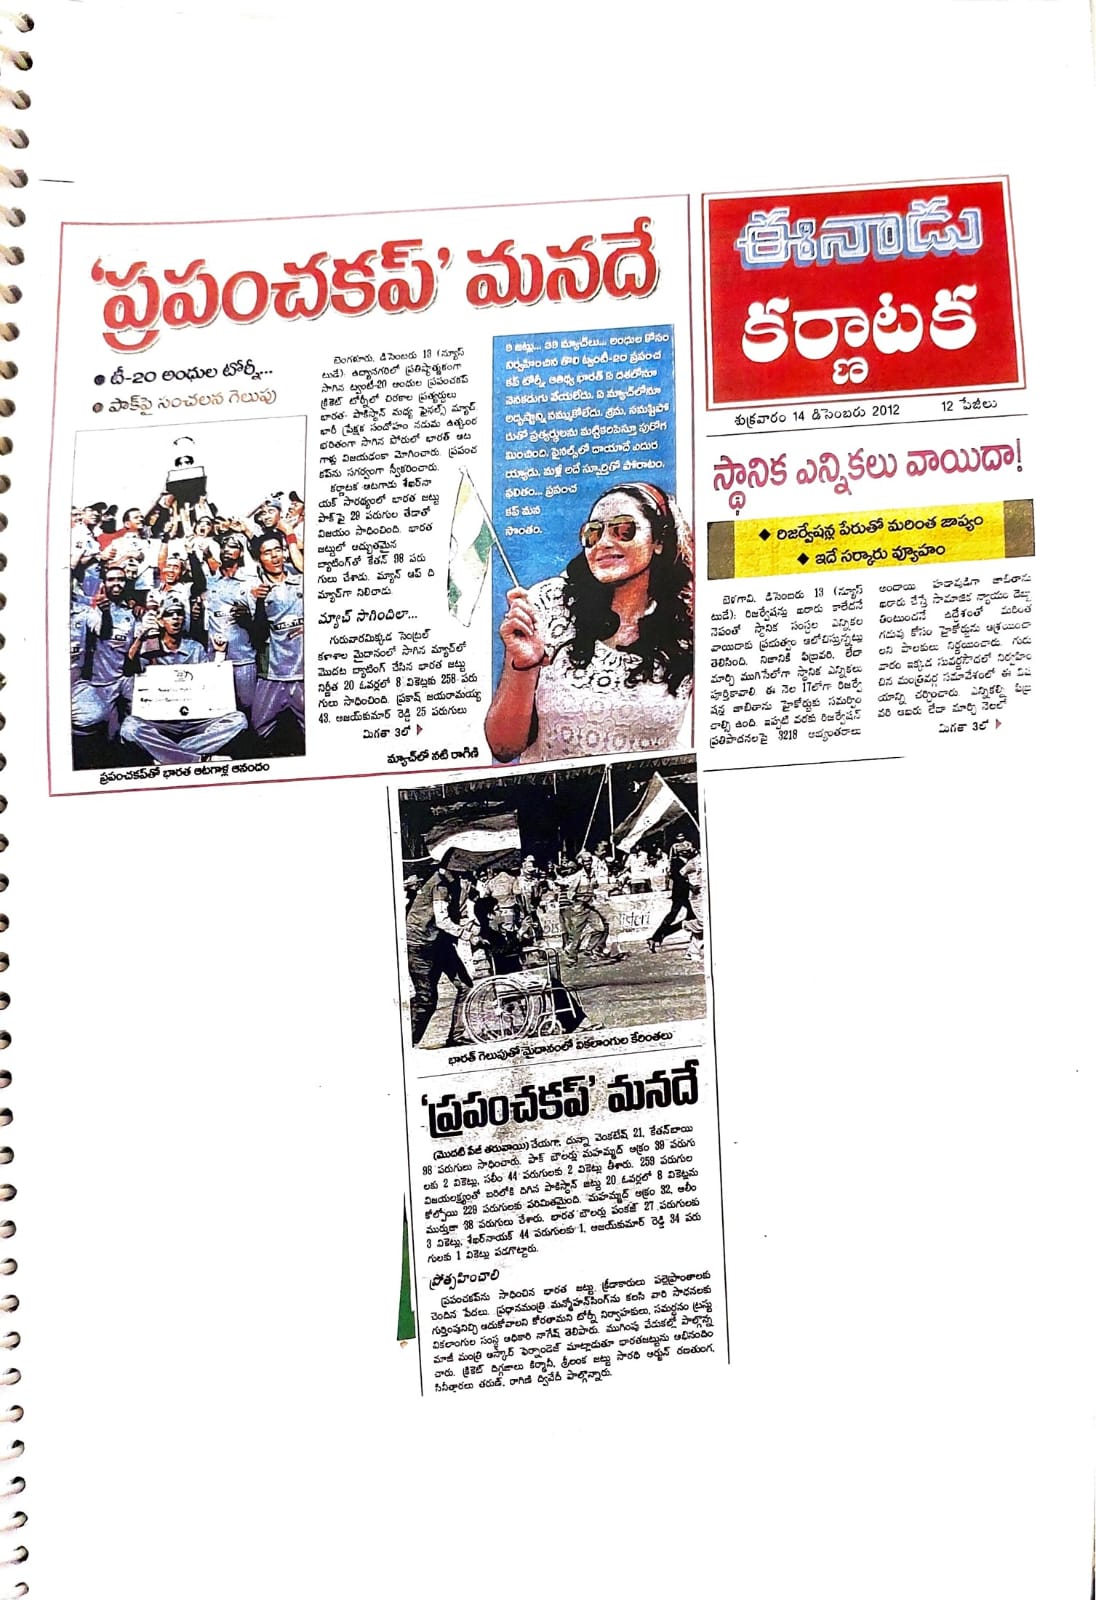 ‘ప్రపంచకప్’ మనదే
● టీ-20 అంధుల టోర్నీ...
● పాక్‌పై సంచలన గెలుపు
ప్రపంచకప్‌తో భారత ఆటగాళ్ల ఆనందం
బెంగళూరు, డిసెంబరు 13 (న్యూస్
టుడే): ఉద్యాననగరిలో ప్రతిష్ఠాత్మకంగా
సాగిన ట్వంటీ-20 అంధుల ప్రపంచకప్
క్రికెట్ టోర్నీలో చిరకాల ప్రత్యర్థులు
భారత- పాకిస్థాన్ మధ్య ఫైనల్స్ మ్యాచ్
భారీ ప్రేక్షక సందోహం నడుమ ఉత్కంఠ
భరితంగా సాగిన పోరులో భారత్ ఆట
గాళ్లు విజయఢంకా మోగించారు. ప్రపంచ
కప్‌ను సగర్వంగా స్వీకరించారు.
కర్ణాటక ఆటగాడు శేఖర్‌నా
యక్ సారథ్యంలో భారత జట్టు
పాక్‌పై 29 పరుగుల తేడాతో
విజయం సాధించింది. భారత
జట్టులో అద్భుతమైన
బ్యాటింగ్‌తో కేతన్ 98 పరు
గులు చేశాడు. మ్యాన్ ఆఫ్ ది
మ్యాచ్‌గా నిలిచాడు.
మ్యాచ్ సాగిందిలా...
గురువారమిక్కడ సెంట్రల్
కళాశాల మైదానంలో సాగిన మ్యాచ్‌లో
మొదట బ్యాటింగ్ చేసిన భారత జట్టు
నిర్ణీత 20 ఓవర్లలో 8 వికెట్లకు 258 పరు
గులు సాధించింది. ప్రకాష్ జయరామయ్య
43, అజయ్‌కుమార్ రెడ్డి 25 పరుగులు
మిగతా 3లో
9 జట్లు... 39 మ్యాచ్‌లు... అంధుల కోసం
నిర్వహించిన తొలి ట్వంటీ-20 ప్రపంచ
కప్ టోర్నీ. ఆతిథ్య భారత్ ఏ దశలోనూ
వెనకడుగు వేయలేదు. ఏ మ్యాచ్‌లోనూ
అదృష్టాన్ని నమ్ముకోలేదు. శ్రమ, సమష్టిపో
రుతో ప్రత్యర్థులను మట్టికరిపిస్తూ పురోగ
మించింది. ఫైనల్స్‌లో దాయాదే ఎదుర
య్యాడు. మళ్లీ అదే స్ఫూర్తితో పోరాటం.
ఫలితం... ప్రపంచ
కప్ మన
సొంతం.
మ్యాచ్‌లో నటి రాగిణి
ఈనాడు
కర్ణాటక
శుక్రవారం 14 డిసెంబరు 2012 12 పేజీలు
స్థానిక ఎన్నికలు వాయిదా!
◆ రిజర్వేషన్ల పేరుతో మరింత జాప్యం
◆ ఇదే సర్కారు వ్యూహం
బెళగావి, డిసెంబరు 13 (న్యూస్
టుడే): రిజర్వేషన్లు ఖరారు కాలేదనే
నెపంతో స్థానిక సంస్థల ఎన్నికల
వాయిదాకు ప్రభుత్వం ఆలోచిస్తున్నట్లు
తెలిసింది. నిజానికి ఫిబ్రవరి, లేదా
మార్చి ముగిసేలోగా స్థానిక ఎన్నికలు
పూర్తికావాలి. ఈ నెల 17లోగా రిజర్వే
షన్ల జాబితాను హైకోర్టుకు సమర్పిం
చాల్సి ఉంది. ఇప్పటి వరకు రిజర్వేషన్
ప్రతిపాదనలపై 3218 అభ్యంతరాలు
అందాయి. హడావుడిగా జాబితాను
ఖరారు చేస్తే సామాజిక న్యాయం దెబ్బ
తింటుందనే ఉద్దేశంతో మరింత
గడువు కోసం హైకోర్టును ఆశ్రయించా
లని పాలకులు నిర్ణయించారు. గురు
వారం ఇక్కడ సువర్ణసౌధలో నిర్వహిం
చిన మంత్రివర్గ సమావేశంలో ఈ విష
యాన్ని చర్చించారు. ఎన్నికల్ని ఫిబ్ర
వరి ఆఖరు లేదా మార్చి నెలలో
మిగతా 3లో
భారత్ గెలుపుతో మైదానంలో వికలాంగుల కేరింతలు
‘ప్రపంచకప్’ మనదే
(మొదటి పేజీ తరువాయి) చేయగా, దున్నా వెంకటేష్ 21, కేతన్‌బాయి
98 పరుగులు సాధించారు. పాక్ బౌలర్లు మహమ్మద్ అక్రం 39 పరుగు
లకు 2 వికెట్లు, సలీం 44 పరుగులకు 2 వికెట్లు తీశారు. 259 పరుగుల
విజయలక్ష్యంతో బరిలోకి దిగిన పాకిస్థాన్ జట్టు 20 ఓవర్లలో 8 వికెట్లను
కోల్పోయి 229 పరుగులకు పరిమితమైంది. మహమ్మద్ అక్రం 32, ఆలీం
ముర్తుజా 38 పరుగులు చేశారు. భారత బౌలర్లు పంకజ్ 27 పరుగులకు
3 వికెట్లు, శేఖర్‌నాయక్ 44 పరుగులకు 1, అజయ్‌కుమార్ రెడ్డి 34 పరు
గులకు 1 వికెట్లు పడగొట్టారు.
ప్రోత్సహించాలి
ప్రపంచకప్‌ను సాధించిన భారత జట్టు క్రీడాకారులు పల్లెప్రాంతాలకు
చెందిన పేదలు. ప్రధానమంత్రి మన్మోహన్‌సింగ్‌ను కలసి వారి సాధనలకు
గుర్తింపునిచ్చి ఆదుకోవాలని కోరతామని టోర్నీ నిర్వాహకులు, సమర్థనం ట్రస్టు
వికలాంగుల సంస్థ అధికారి నాగేష్ తెలిపారు. ముగింపు వేడుకల్లో పాల్గొన్న
మాజీ మంత్రి ఆస్కార్ ఫెర్నాండెజ్ మాట్లాడుతూ భారతజట్టును అభినందిం
చారు. క్రికెట్ దిగ్గజాలు కిర్మాని, శ్రీలంక జట్టు సారథి అర్జున్ రణతుంగ,
సినీతారలు తరుణ్, రాగిణి ద్వివేదీ పాల్గొన్నారు.